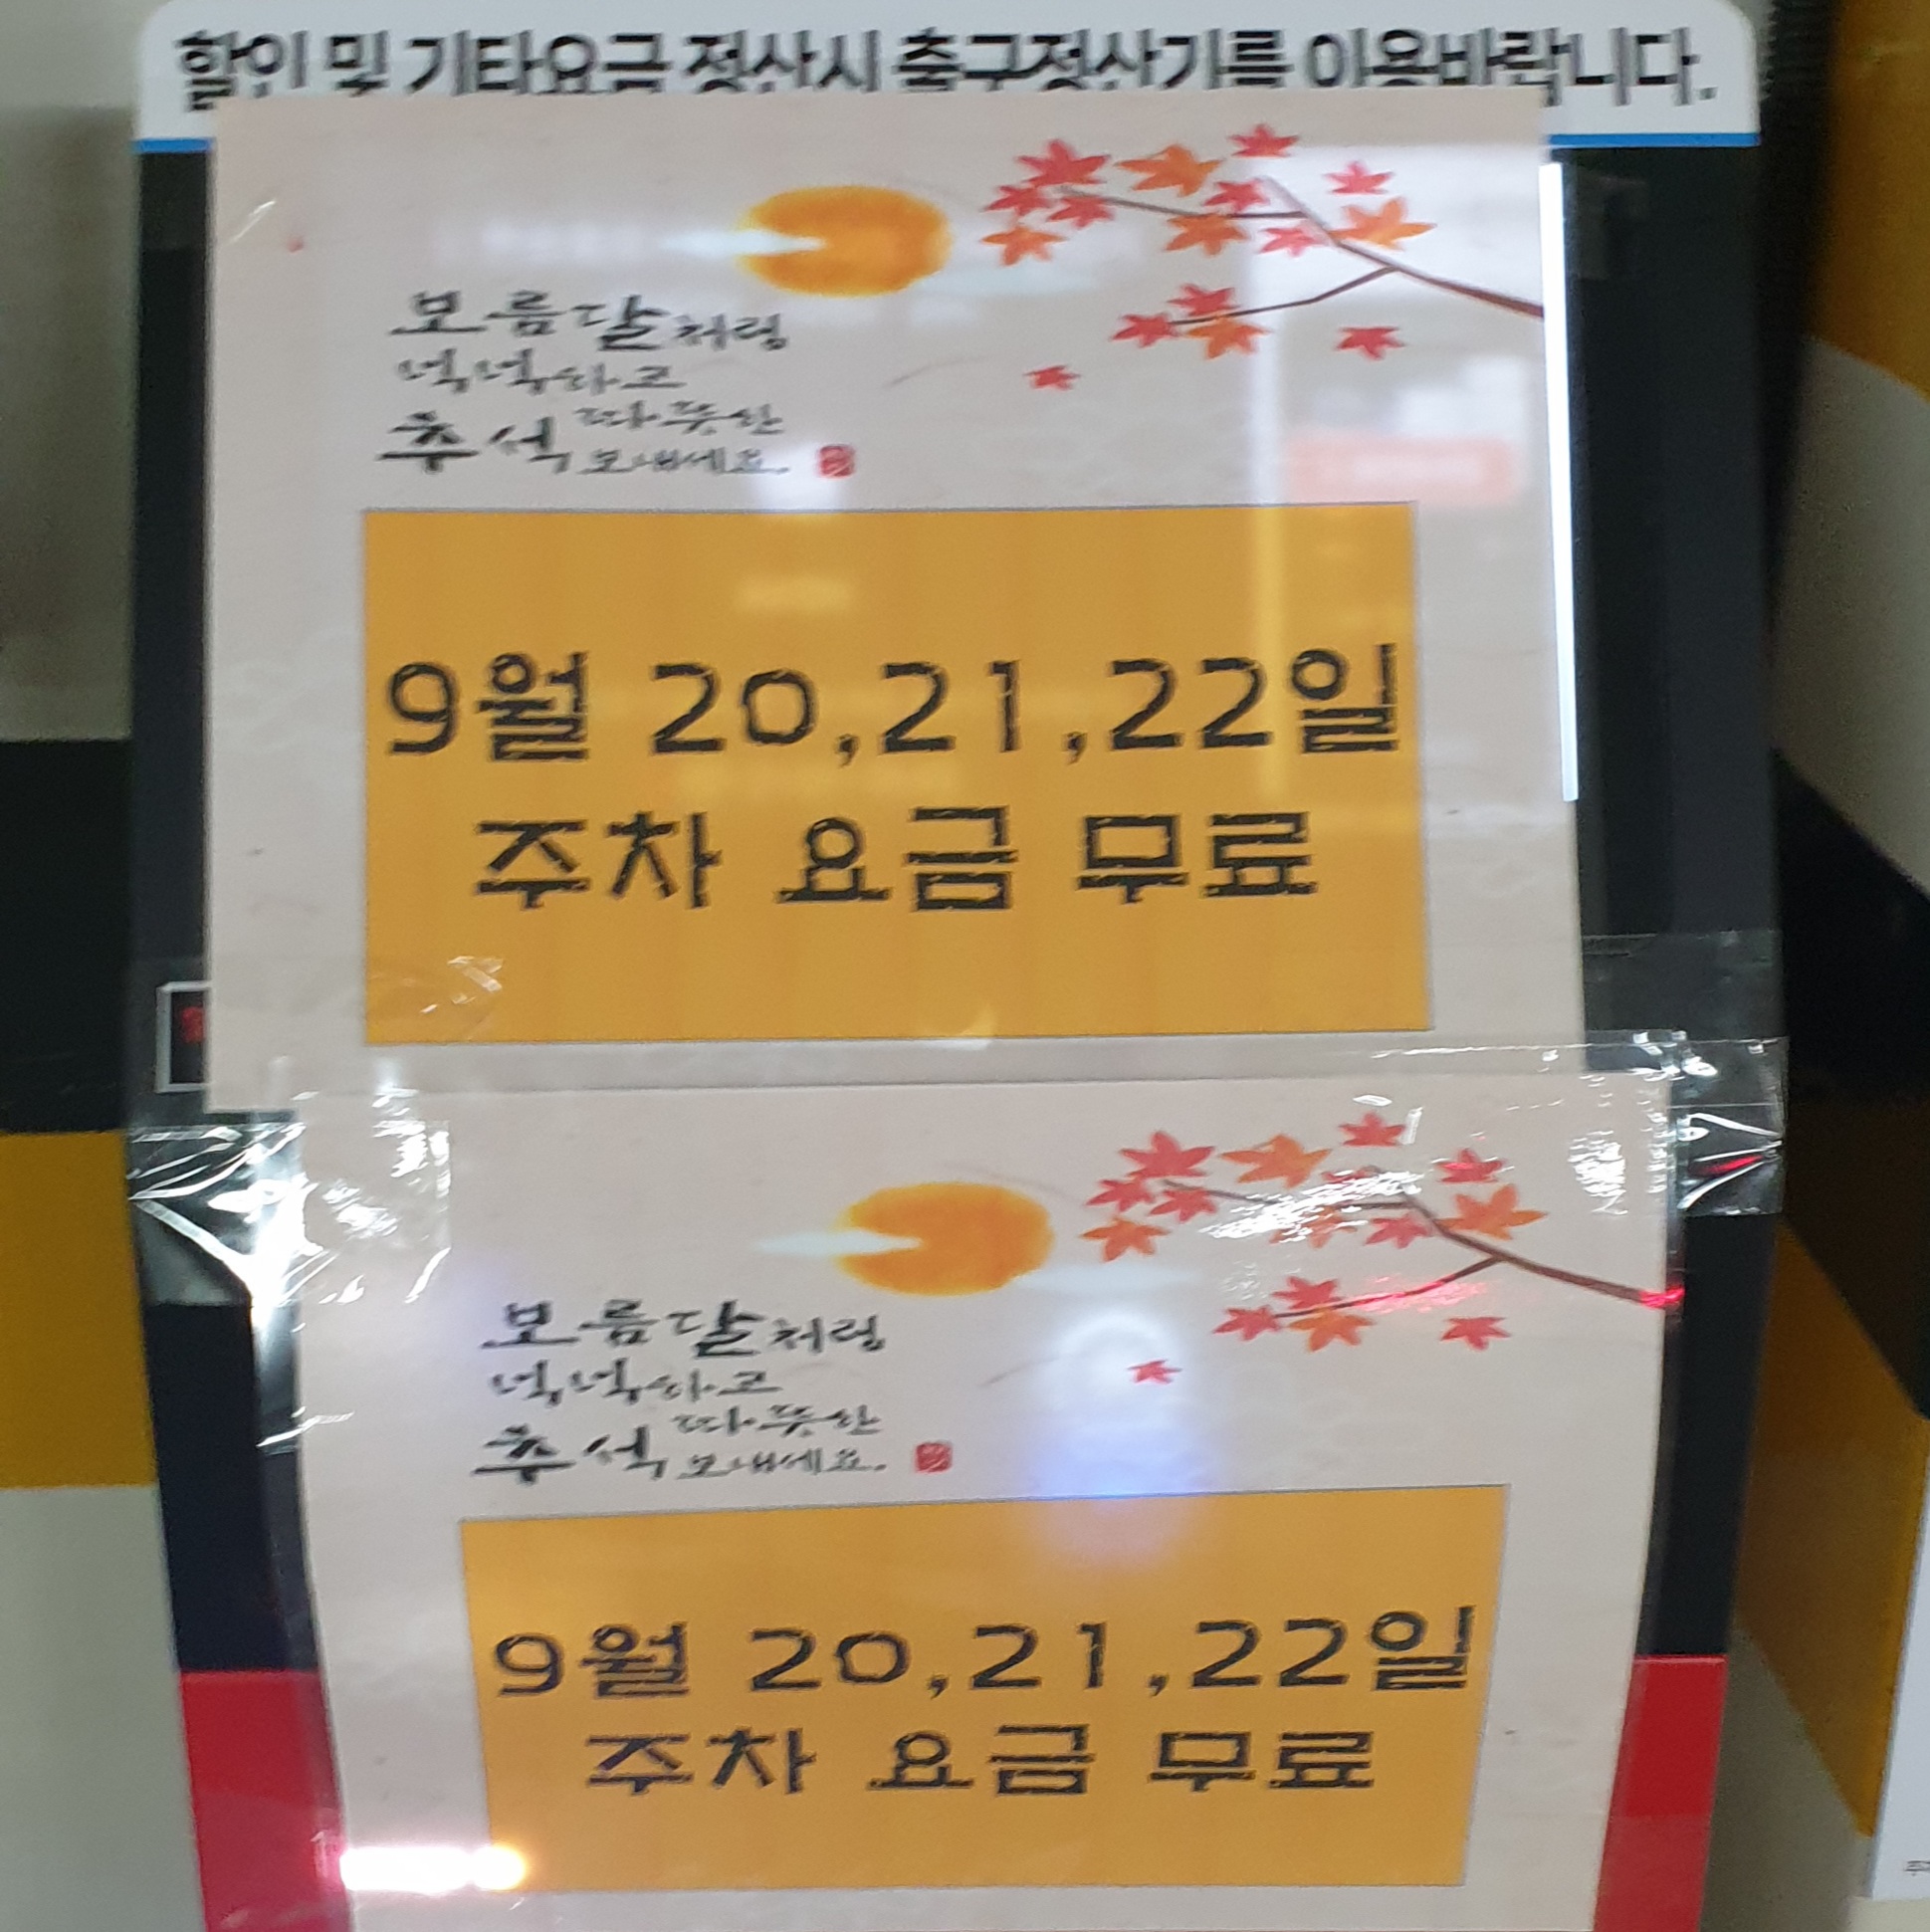 할인 및 기타요금 정산시 출구정산기를 이용바랍니다.
보름달처럼
넉넉하고
따뜻한
추석 보내세요.
9월 20,21,22일
주차 요금 무료
보름달처럼
넉넉하고
따뜻한
추석 보내세요.
9월 20,21,22일
주차 요금 무료